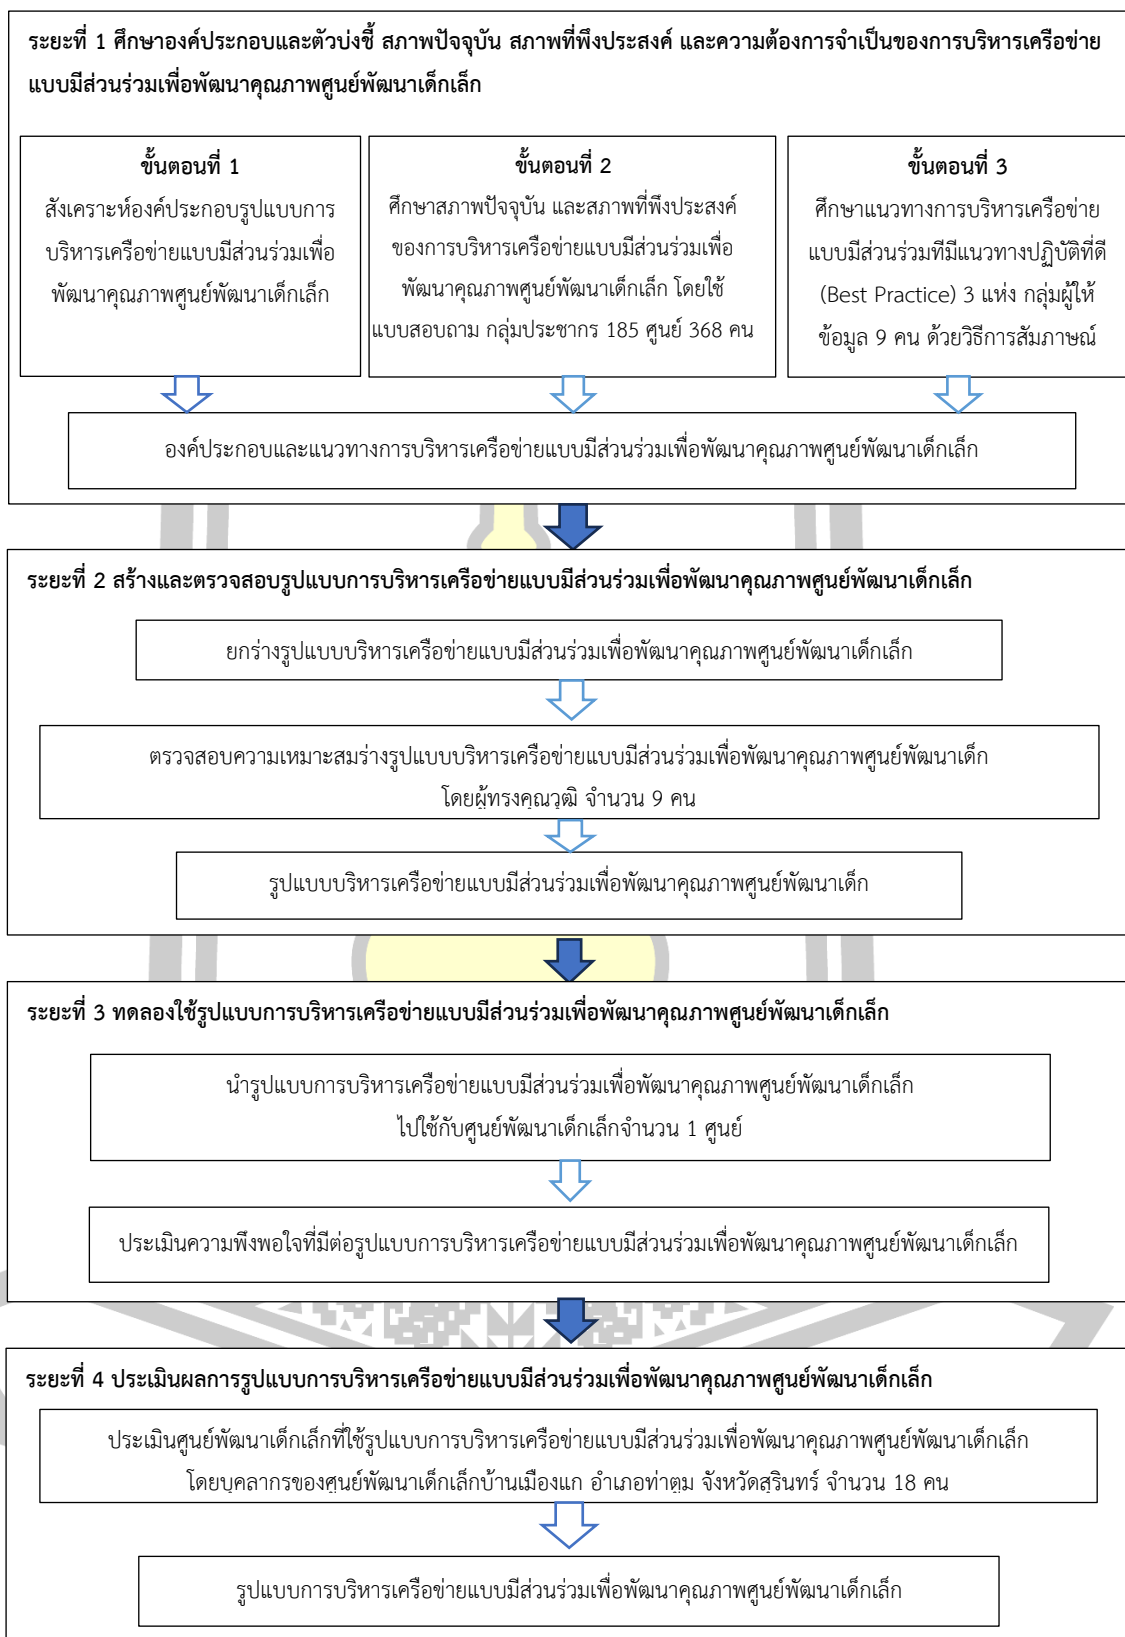 ระยะที่ 1 ศึกษาองค์ประกอบและตัวบ่งชี้ สภาพปัจจุบัน สภาพที่พึงประสงค์ และความต้องการจำเป็นของการบริหารเครือข่าย
แบบมีส่วนร่วมเพื่อพัฒนาคุณภาพศูนย์พัฒนาเด็กเล็ก
ขั้นตอนที่ 1
สังเคราะห์องค์ประกอบรูปแบบการ
บริหารเครือข่ายแบบมีส่วนร่วมเพื่อ
พัฒนาคุณภาพศูนย์พัฒนาเด็กเล็ก
ขั้นตอนที่ 2
ศึกษาสภาพปัจจุบัน และสภาพที่พึงประสงค์
ของการบริหารเครือข่ายแบบมีส่วนร่วมเพื่อ
พัฒนาคุณภาพศูนย์พัฒนาเด็กเล็ก โดยใช้
แบบสอบถาม กลุ่มประชากร 185 ศูนย์ 368 คน
ขั้นตอนที่ 3
ศึกษาแนวทางการบริหารเครือข่าย
แบบมีส่วนร่วมทีมีแนวทางปฏิบัติที่ดี
(Best Practice) 3 แห่ง กลุ่มผู้ให้
ข้อมูล 9 คน ด้วยวิธีการสัมภาษณ์
องค์ประกอบและแนวทางการบริหารเครือข่ายแบบมีส่วนร่วมเพื่อพัฒนาคุณภาพศูนย์พัฒนาเด็กเล็ก
ระยะที่ 2 สร้างและตรวจสอบรูปแบบการบริหารเครือข่ายแบบมีส่วนร่วมเพื่อพัฒนาคุณภาพศูนย์พัฒนาเด็กเล็ก
ยกร่างรูปแบบบริหารเครือข่ายแบบมีส่วนร่วมเพื่อพัฒนาคุณภาพศูนย์พัฒนาเด็กเล็ก
ตรวจสอบความเหมาะสมร่างรูปแบบบริหารเครือข่ายแบบมีส่วนร่วมเพื่อพัฒนาคุณภาพศูนย์พัฒนาเด็ก
โดยผู้ทรงคุณวุฒิ จำนวน 9 คน
รูปแบบบริหารเครือข่ายแบบมีส่วนร่วมเพื่อพัฒนาคุณภาพศูนย์พัฒนาเด็ก
ระยะที่ 3 ทดลองใช้รูปแบบการบริหารเครือข่ายแบบมีส่วนร่วมเพื่อพัฒนาคุณภาพศูนย์พัฒนาเด็กเล็ก
นำรูปแบบการบริหารเครือข่ายแบบมีส่วนร่วมเพื่อพัฒนาคุณภาพศูนย์พัฒนาเด็กเล็ก
ไปใช้กับศูนย์พัฒนาเด็กเล็กจำนวน 1 ศูนย์
ประเมินความพึงพอใจที่มีต่อรูปแบบการบริหารเครือข่ายแบบมีส่วนร่วมเพื่อพัฒนาคุณภาพศูนย์พัฒนาเด็กเล็ก
ระยะที่ 4 ประเมินผลการรูปแบบการบริหารเครือข่ายแบบมีส่วนร่วมเพื่อพัฒนาคุณภาพศูนย์พัฒนาเด็กเล็ก
ประเมินศูนย์พัฒนาเด็กเล็กที่ใช้รูปแบบการบริหารเครือข่ายแบบมีส่วนร่วมเพื่อพัฒนาคุณภาพศูนย์พัฒนาเด็กเล็ก
โดยบุคลากรของศูนย์พัฒนาเด็กเล็กบ้านเมืองแก อำเภอท่าตูม จังหวัดสุรินทร์ จำนวน 18 คน
รูปแบบการบริหารเครือข่ายแบบมีส่วนร่วมเพื่อพัฒนาคุณภาพศูนย์พัฒนาเด็กเล็ก